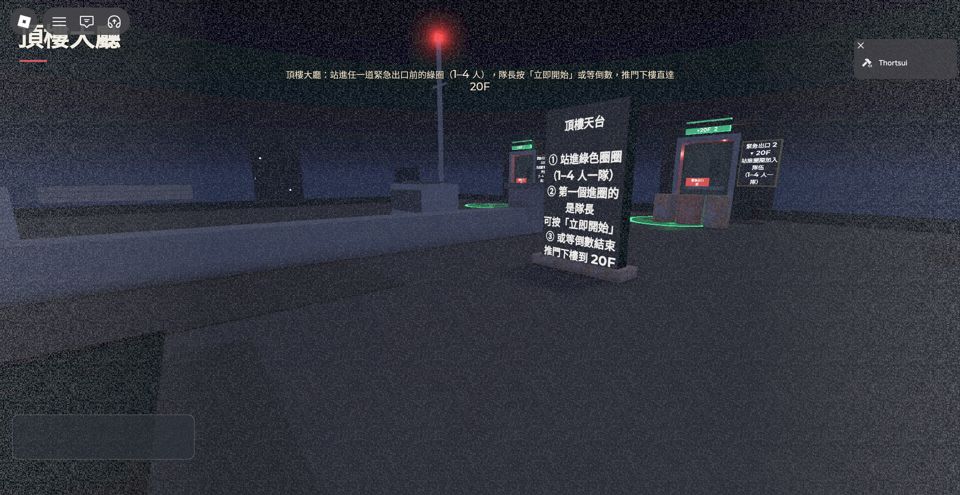 頂樓大廳
頂樓大廳：站進任一道緊急出口前的綠圈（1–4 人），隊長按「立即開始」或等倒數，推門下樓直達
20F
Thortsui
頂樓天台
① 站進綠色圈圈
（1–4 人一隊）
② 第一個進圈的
是隊長
可按「立即開始」
③ 或等倒數結束
推門下樓到 20F
緊急出口 2
▼ 20F
隊伍
（1–4 人一
隊）